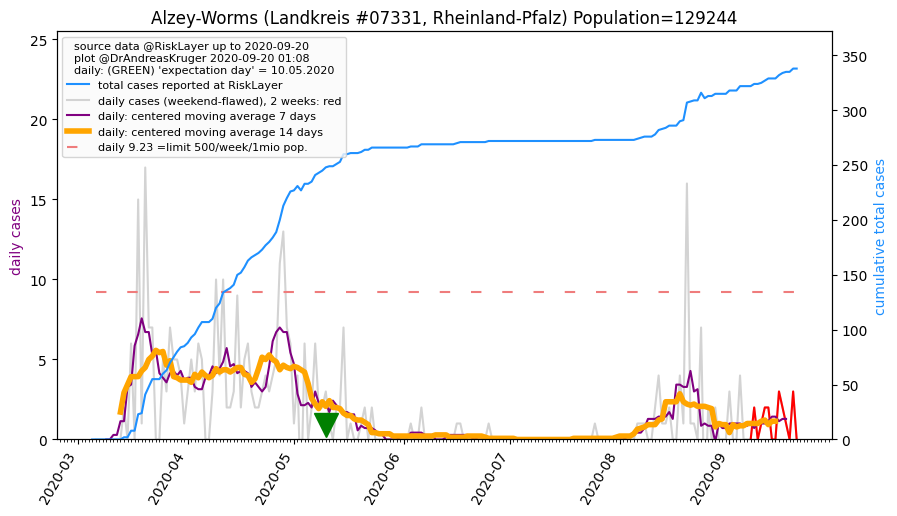 Alzey-Worms (Landkreis #07331, Rheinland-Pfalz) Population=129244
source data @RiskLayer up to 2020-09-20
plot @DrAndreasKruger 2020-09-20 01:08
daily: (GREEN) 'expectation day' = 10.05.2020
total cases reported at RiskLayer
daily cases (weekend-flawed), 2 weeks: red
daily: centered moving average 7 days
daily: centered moving average 14 days
daily 9.23 =limit 500/week/1mio pop.
daily cases
25
20
15
10
5
0
cumulative total cases
350
300
250
200
150
100
50
0
2020-03
2020-04
2020-05
2020-06
2020-07
2020-08
2020-09